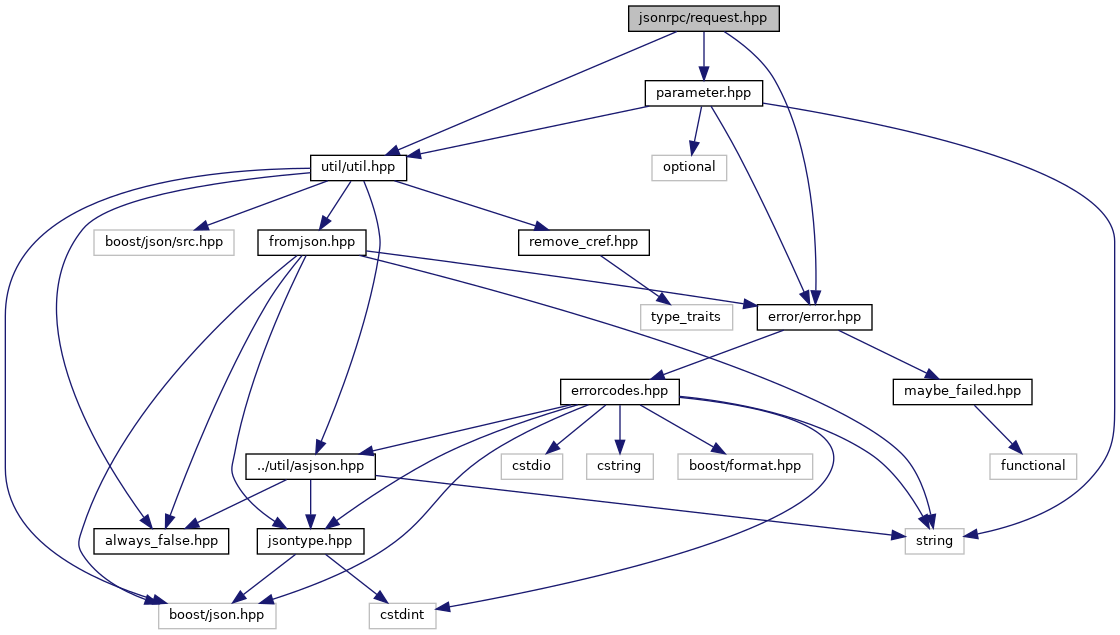 jsonrpc/request.hpp
parameter.hpp
util/util.hpp
optional
boost/json/src.hpp
fromjson.hpp
remove_cref.hpp
type_traits
error/error.hpp
errorcodes.hpp
maybe_failed.hpp
../util/asjson.hpp
cstdio
cstring
boost/format.hpp
functional
always_false.hpp
jsontype.hpp
string
boost/json.hpp
cstdint